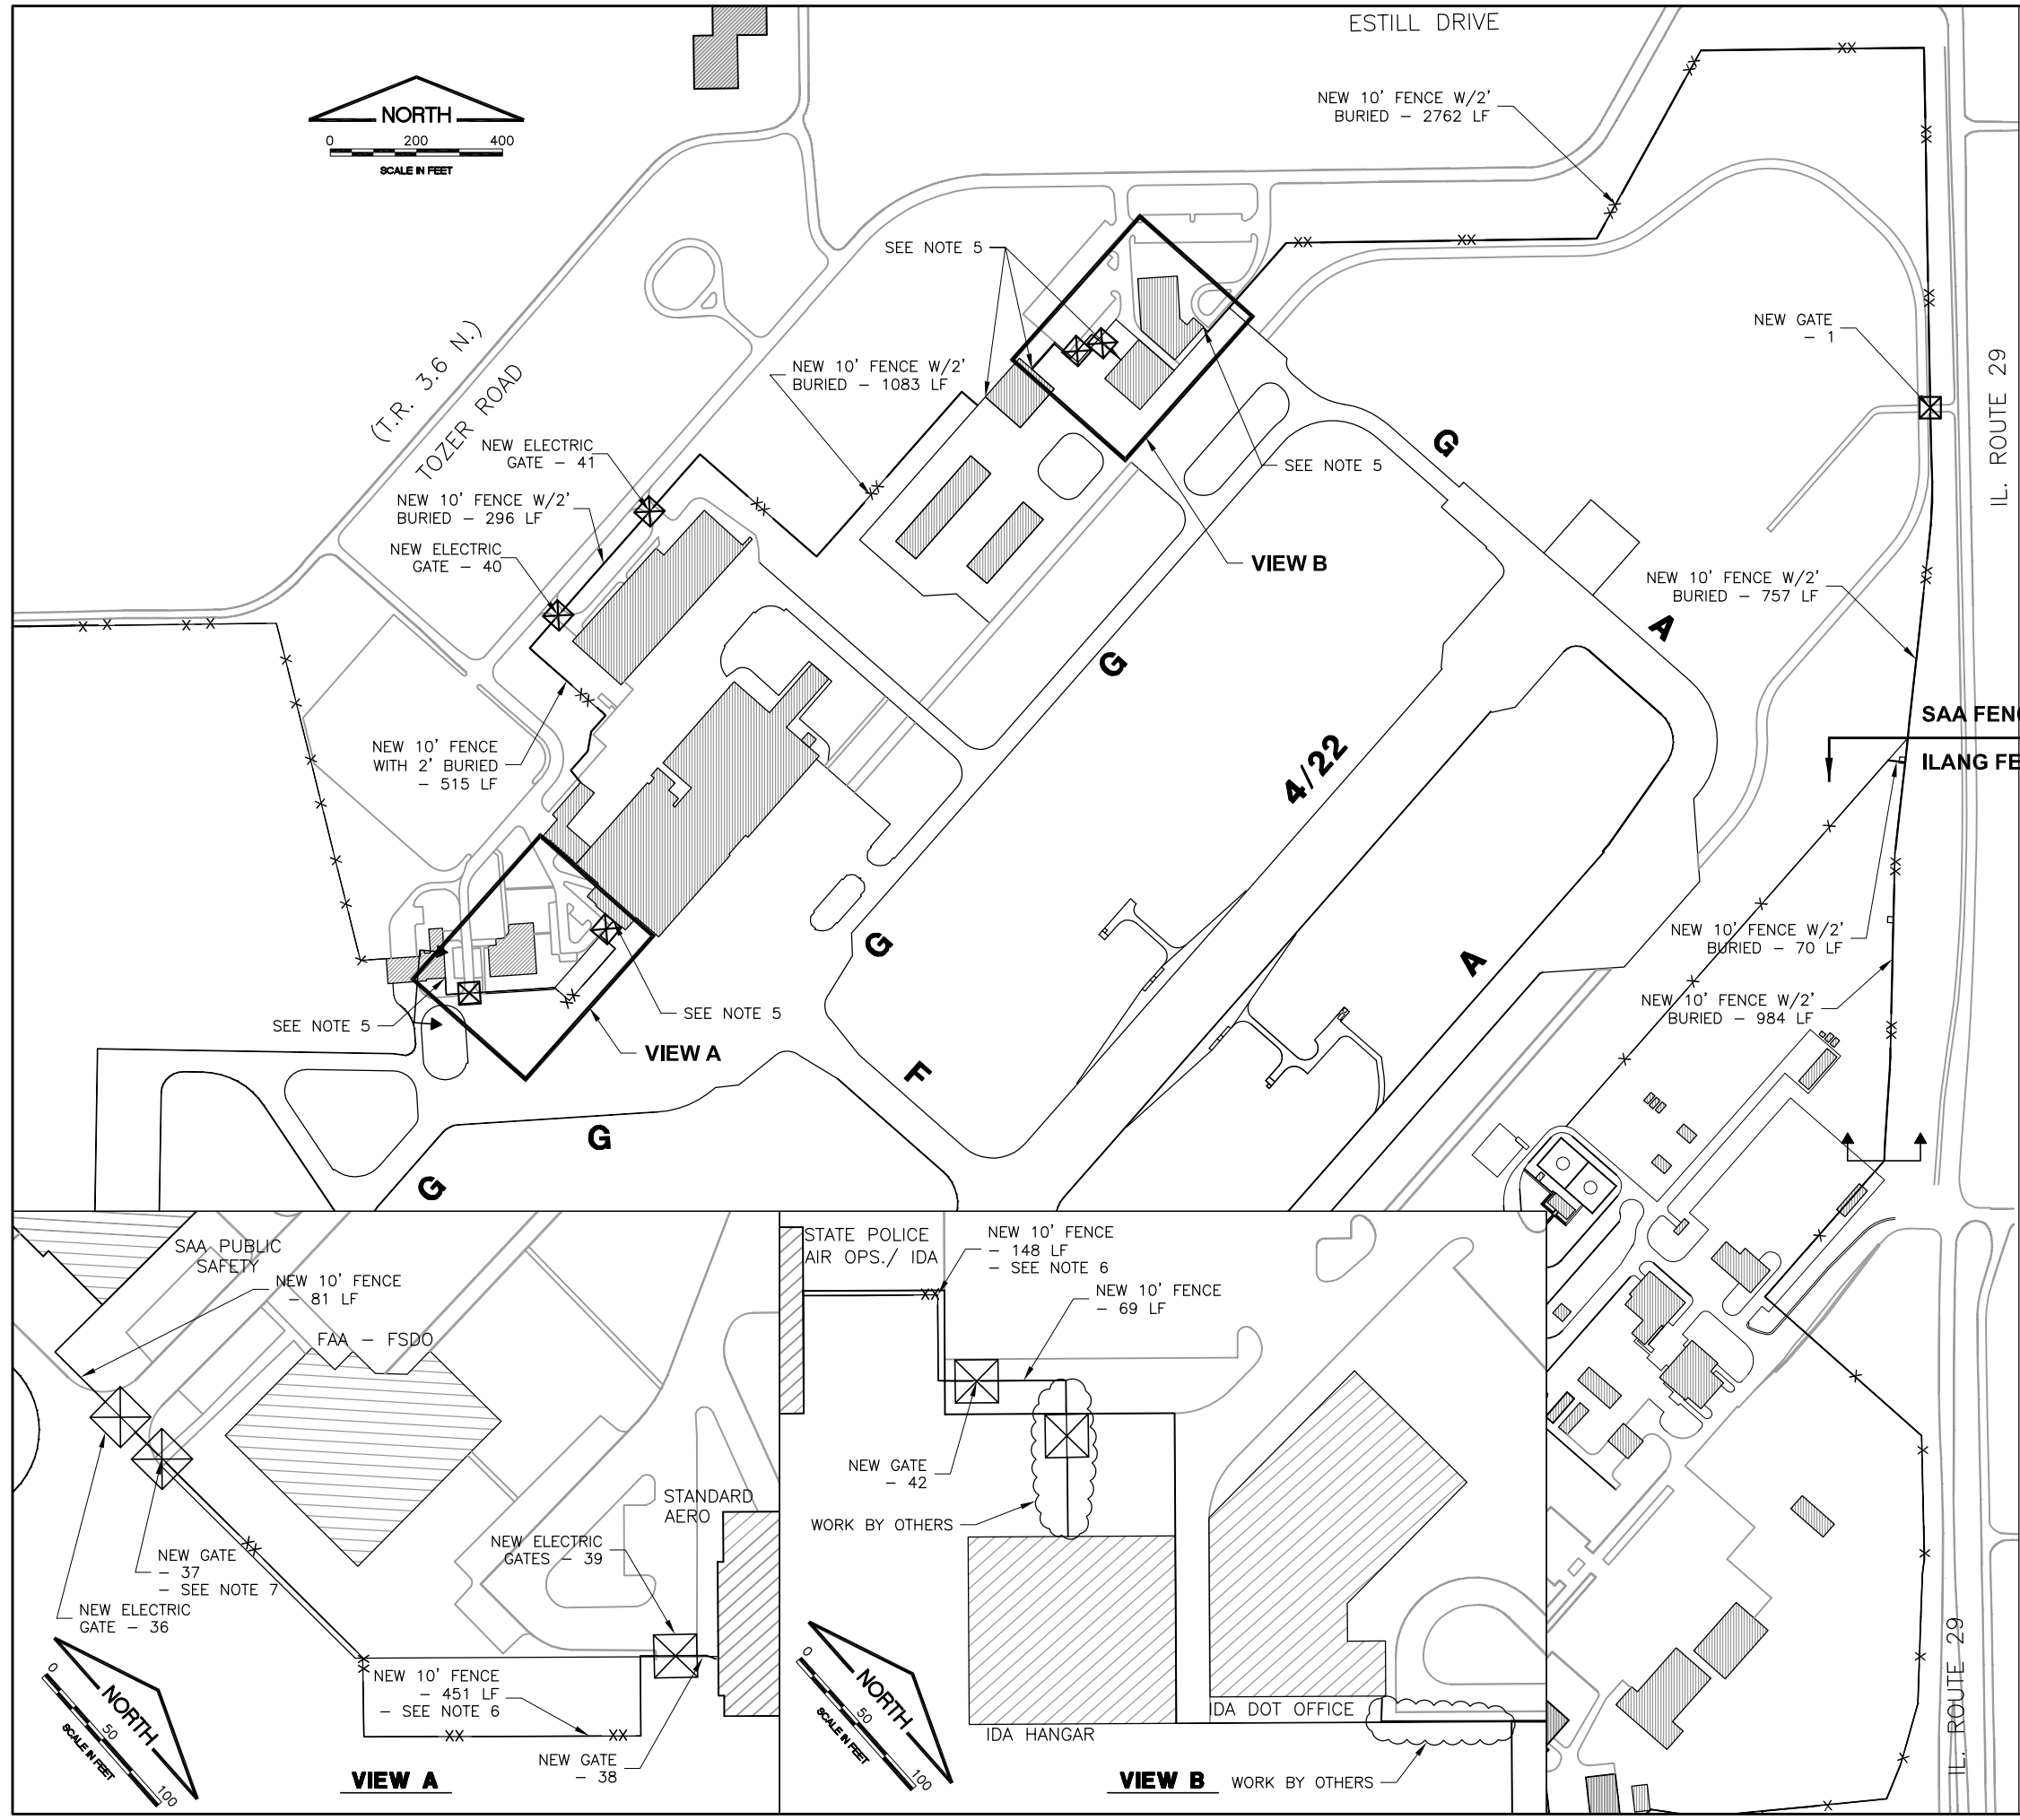 ESTILL DRIVE
NORTH
0 200 400
SCALE IN FEET
NEW 10' FENCE W/2'
BURIED – 2762 LF
SEE NOTE 5
NEW GATE
– 1
IL. ROUTE 29
(T.R. 3.6 N.)
TOZER ROAD
NEW 10' FENCE W/2'
BURIED – 1083 LF
NEW ELECTRIC
GATE – 41
NEW 10' FENCE W/2'
BURIED – 296 LF
NEW ELECTRIC
GATE – 40
SEE NOTE 5
G
VIEW B
NEW 10' FENCE W/2'
BURIED – 757 LF
A
G
SAA FEN
ILANG FE
NEW 10' FENCE
WITH 2' BURIED
– 515 LF
4/22
NEW 10' FENCE W/2'
BURIED – 70 LF
G
A
NEW 10' FENCE W/2'
BURIED – 984 LF
SEE NOTE 5
SEE NOTE 5
VIEW A
F
G
G
SAA PUBLIC
SAFETY
NEW 10' FENCE
– 81 LF
FAA – FSDO
STANDARD
AERO
NEW ELECTRIC
GATES – 39
NEW GATE
– 37
– SEE NOTE 7
NEW ELECTRIC
GATE – 36
NEW 10' FENCE
– 451 LF
– SEE NOTE 6
NEW GATE
– 38
NORTH
0 50 100
SCALE IN FEET
VIEW A
STATE POLICE
AIR OPS./ IDA
NEW 10' FENCE
– 148 LF
– SEE NOTE 6
NEW 10' FENCE
– 69 LF
NEW GATE
– 42
WORK BY OTHERS
IDA DOT OFFICE
IDA HANGAR
NORTH
0 50 100
SCALE IN FEET
VIEW B
WORK BY OTHERS
IL. ROUTE 29